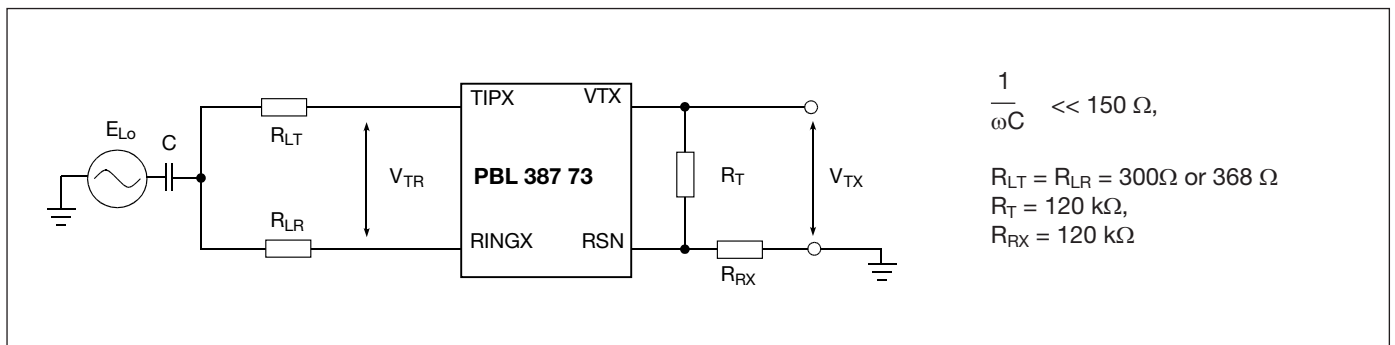 E_Lo
C
R_LT
R_LR
V_TR
TIPX
VTX
PBL 387 73
RINGX
RSN
R_T
R_RX
V_TX
1
ωC
<< 150 Ω,
R_LT = R_LR = 300Ω or 368 Ω
R_T = 120 kΩ,
R_RX = 120 kΩ